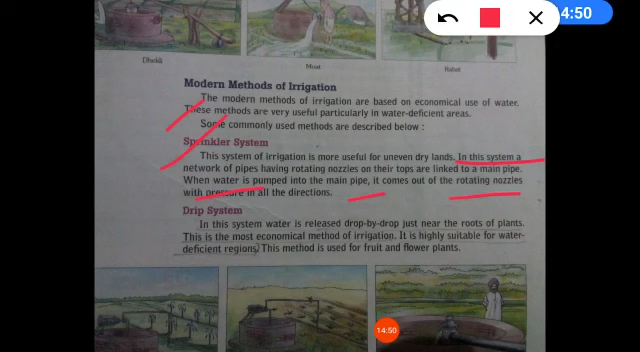 14:50
Dhekli
Moat
Rahat
Modern Methods of Irrigation
The modern methods of irrigation are based on economical use of water.
These methods are very useful particularly in water-deficient areas.
Some commonly used methods are described below :
Sprinkler System
This system of irrigation is more useful for uneven dry lands. In this system a
network of pipes having rotating nozzles on their tops are linked to a main pipe.
When water is pumped into the main pipe, it comes out of the rotating nozzles
with pressure in all the directions.
Drip System
In this system water is released drop-by-drop just near the roots of plants.
This is the most economical method of irrigation. It is highly suitable for water-
deficient regions. This method is used for fruit and flower plants.
14:50